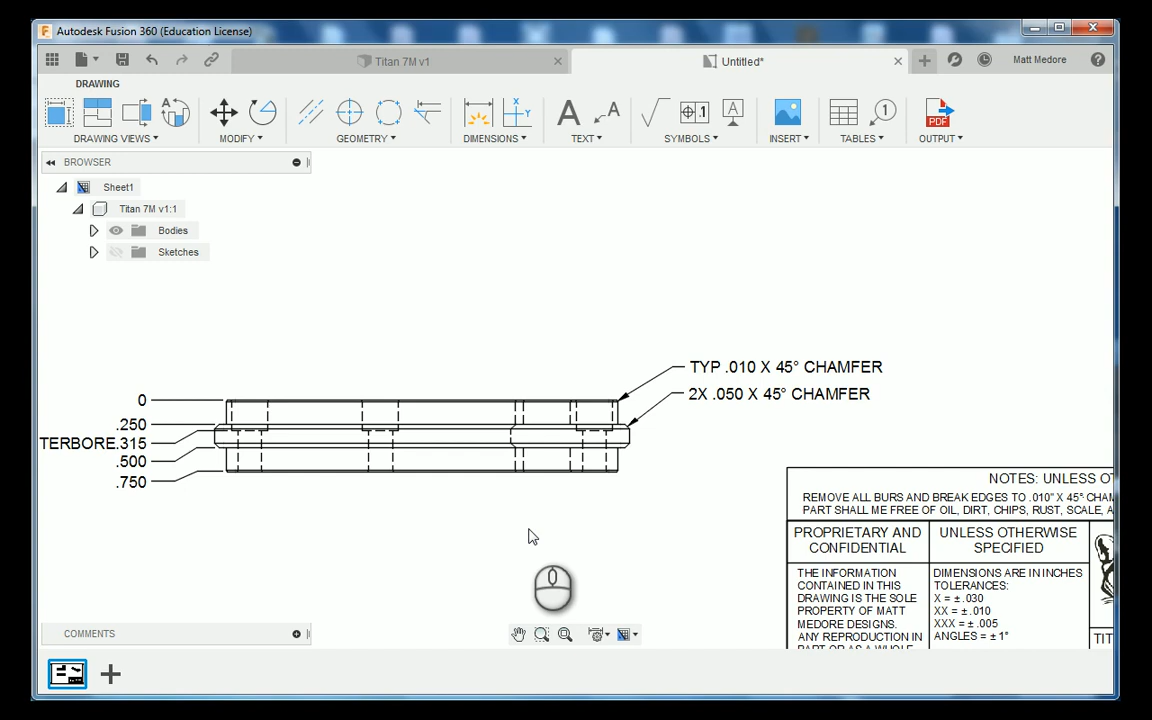 Autodesk Fusion 360 (Education License)
Titan 7M v1
Untitled*
Matt Medore
DRAWING
DRAWING VIEWS
MODIFY
GEOMETRY
DIMENSIONS
TEXT
SYMBOLS
INSERT
TABLES
OUTPUT
BROWSER
Sheet1
Titan 7M v1:1
Bodies
Sketches
TYP .010 X 45° CHAMFER
2X .050 X 45° CHAMFER
0
.250
TERBORE.315
.500
.750
NOTES: UNLESS OT
REMOVE ALL BURS AND BREAK EDGES TO .010" X 45° CHAM
PART SHALL ME FREE OF OIL, DIRT, CHIPS, RUST, SCALE, A
PROPRIETARY AND
CONFIDENTIAL
UNLESS OTHERWISE
SPECIFIED
THE INFORMATION
CONTAINED IN THIS
DRAWING IS THE SOLE
PROPERTY OF MATT
MEDORE DESIGNS.
ANY REPRODUCTION IN
PART OR AS A WHOLE
DIMENSIONS ARE IN INCHES
TOLERANCES:
X = ± .030
XX = ± .010
XXX = ± .005
ANGLES = ± 1°
TIT
COMMENTS